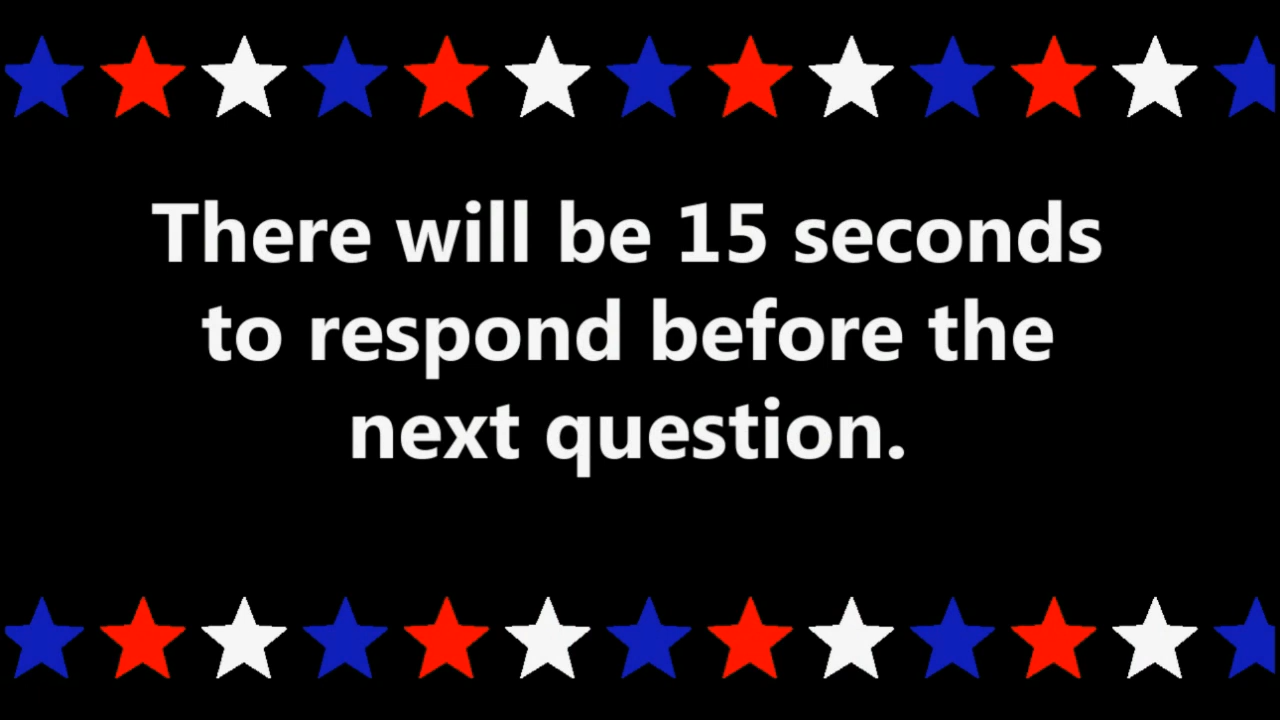 There will be 15 seconds
to respond before the
next question.